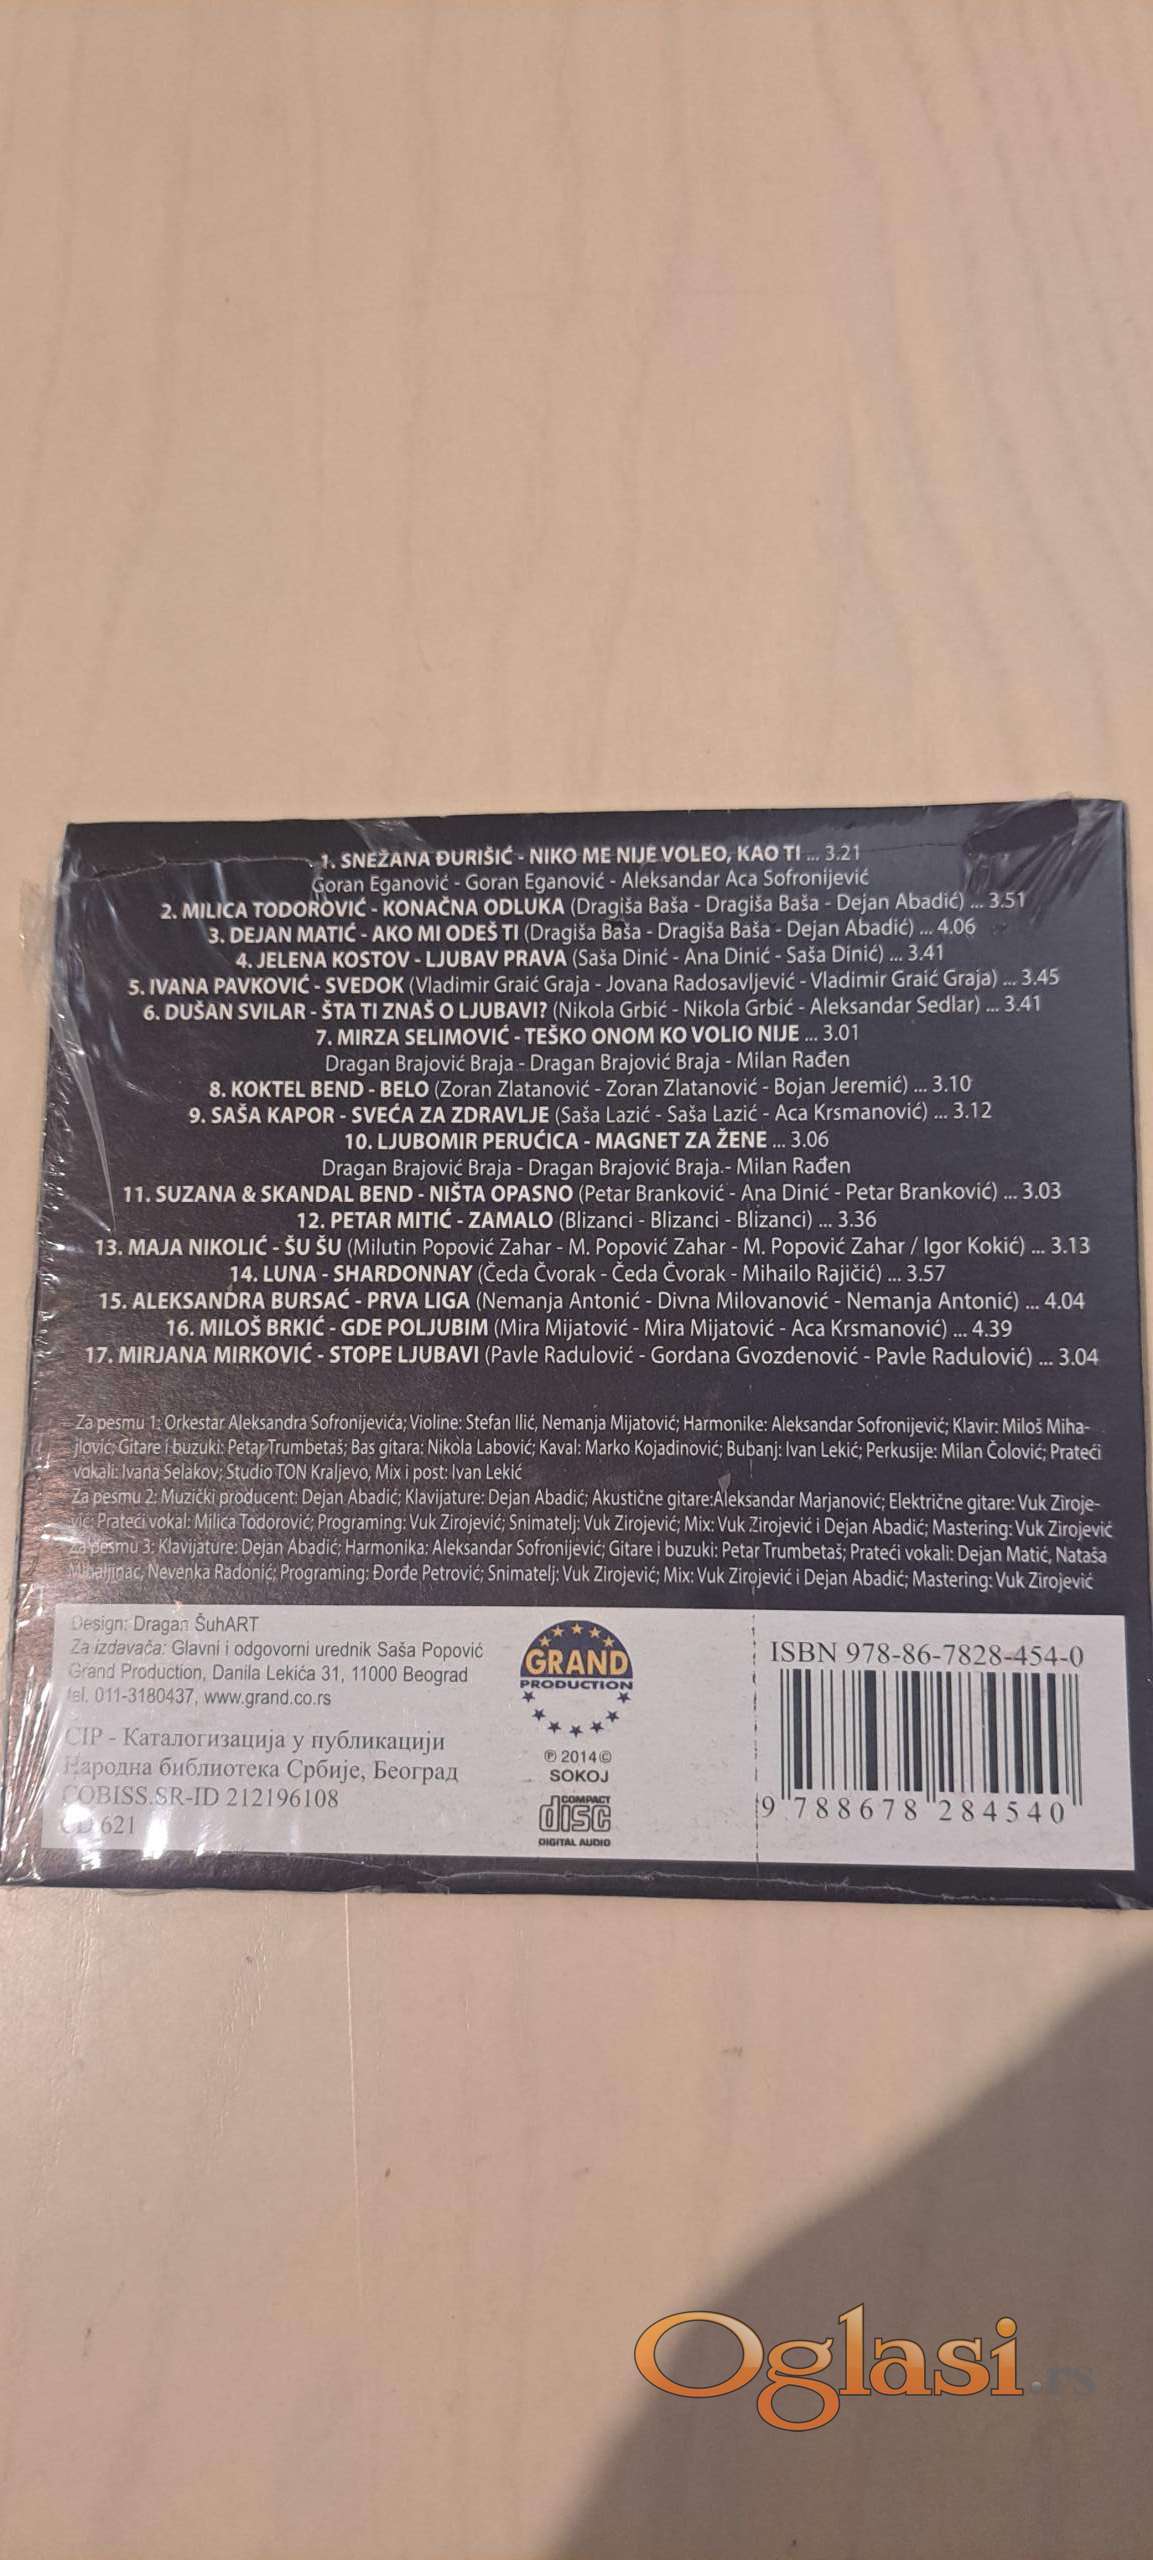 1. SNEŽANA ĐURIŠIĆ - NIKO ME NIJE VOLEO, KAO TI ... 3.21
Goran Eganović - Goran Eganović - Aleksandar Aca Sofronijević
2. MILICA TODOROVIĆ - KONAČNA ODLUKA (Dragiša Baša - Dragiša Baša - Dejan Abadić) ... 3.51
3. DEJAN MATIĆ - AKO MI ODEŠ TI (Dragiša Baša - Dragiša Baša - Dejan Abadić) ... 4.06
4. JELENA KOSTOV - LJUBAV PRAVA (Saša Dinić - Ana Dinić - Saša Dinić) ... 3.41
5. IVANA PAVKOVIĆ - SVEDOK (Vladimir Graić Graja - Jovana Radosavljević - Vladimir Graić Graja) ... 3.45
6. DUŠAN SVILAR - ŠTA TI ZNAŠ O LJUBAVI? (Nikola Grbić - Nikola Grbić - Aleksandar Sedlar) ... 3.41
7. MIRZA SELIMOVIĆ - TEŠKO ONOM KO VOLIO NIJE ... 3.01
Dragan Brajović Braja - Dragan Brajović Braja - Milan Rađen
8. KOKTEL BEND - BELO (Zoran Zlatanović - Zoran Zlatanović - Bojan Jeremić) ... 3.10
9. SAŠA KAPOR - SVEĆA ZA ZDRAVLJE (Saša Lazić - Saša Lazić - Aca Krsmanović) ... 3.12
10. LJUBOMIR PERUĆICA - MAGNET ZA ŽENE ... 3.06
Dragan Brajović Braja - Dragan Brajović Braja.- Milan Rađen
11. SUZANA & SKANDAL BEND - NIŠTA OPASNO (Petar Branković - Ana Dinić - Petar Branković) ... 3.03
12. PETAR MITIĆ - ZAMALO (Blizanci - Blizanci - Blizanci) ... 3.36
13. MAJA NIKOLIĆ - ŠU ŠU (Milutin Popović Zahar - M. Popović Zahar - M. Popović Zahar / Igor Kokić) ... 3.13
14. LUNA - SHARDONNAY (Čeda Čvorak - Čeda Čvorak - Mihailo Rajičić) ... 3.57
15. ALEKSANDRA BURSAĆ - PRVA LIGA (Nemanja Antonić - Divna Milovanović - Nemanja Antonić) ... 4.04
16. MILOŠ BRKIĆ - GDE POLJUBIM (Mira Mijatović - Mira Mijatović - Aca Krsmanović) ... 4.39
17. MIRJANA MIRKOVIĆ - STOPE LJUBAVI (Pavle Radulović - Gordana Gvozdenović - Pavle Radulović) ... 3.04
Za pesmu 1: Orkestar Aleksandra Sofronijevića; Violine: Stefan Ilić, Nemanja Mijatović; Harmonike: Aleksandar Sofronijević; Klavir: Miloš Miha-
jlović; Gitare i buzuki: Petar Trumbetaš; Bas gitara: Nikola Labović; Kaval: Marko Kojadinović; Bubanj: Ivan Lekić; Perkusije: Milan Čolović; Prateći
vokali: Ivana Selakov; Studio TON Kraljevo, Mix i post: Ivan Lekić
Za pesmu 2: Muzički producent: Dejan Abadić; Klavijature: Dejan Abadić; Akustične gitare:Aleksandar Marjanović; Električne gitare: Vuk Ziroje-
vić; Prateći vokal: Milica Todorović; Programing: Vuk Zirojević; Snimatelj: Vuk Zirojević; Mix: Vuk Zirojević i Dejan Abadić; Mastering: Vuk Zirojević
Za pesmu 3: Klavijature: Dejan Abadić; Harmonika: Aleksandar Sofronijević; Gitare i buzuki: Petar Trumbetaš; Prateći vokali: Dejan Matić, Nataša
Mihaljinac, Nevenka Radonić; Programing: Đorđe Petrović; Snimatelj: Vuk Zirojević; Mix: Vuk Zirojević i Dejan Abadić; Mastering: Vuk Zirojević
Design: Dragan ŠuhART
Za izdavača: Glavni i odgovorni urednik Saša Popović
Grand Production, Danila Lekića 31, 11000 Beograd
tel. 011-3180437, www.grand.co.rs
CIP - Каталогизација у публикацији
Народна библиотека Србије, Београд
COBISS.SR-ID 212196108
CD 621
GRAND
PRODUCTION
℗ 2014 ©
SOKOJ
COMPACT
disc
DIGITAL AUDIO
ISBN 978-86-7828-454-0
9 788678 284540
Oglasi.rs